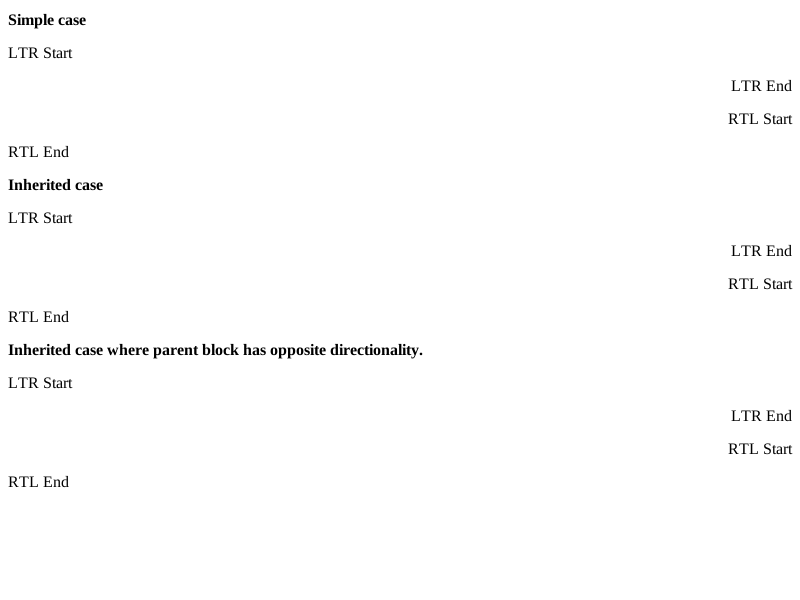 Simple case
LTR Start
LTR End
RTL Start
RTL End
Inherited case
LTR Start
LTR End
RTL Start
RTL End
Inherited case where parent block has opposite directionality.
LTR Start
LTR End
RTL Start
RTL End